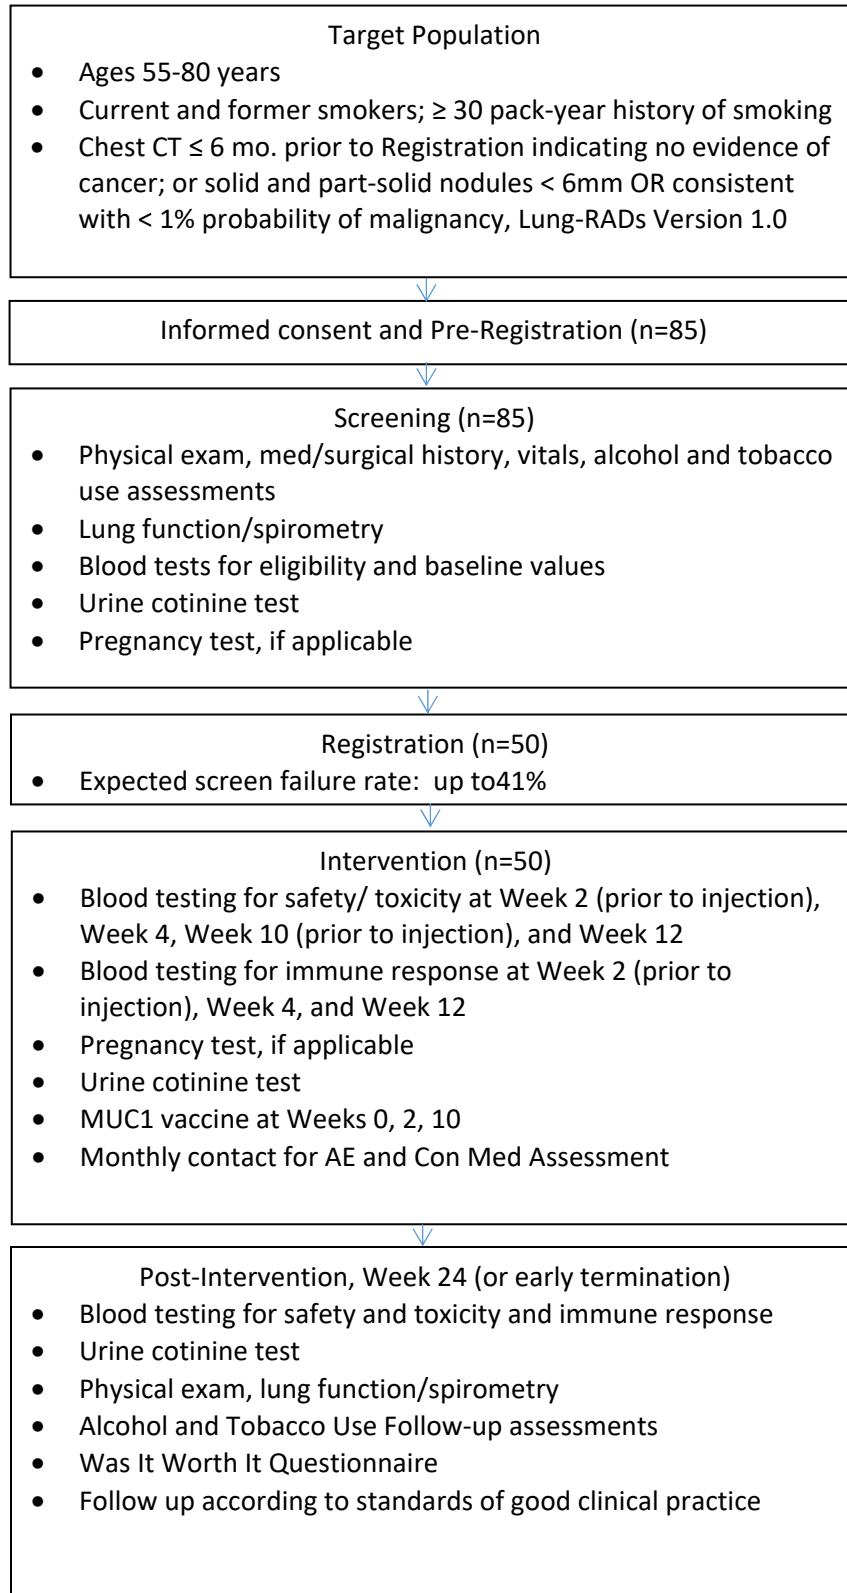 Target Population
• Ages 55-80 years
• Current and former smokers; ≥ 30 pack-year history of smoking
• Chest CT ≤ 6 mo. prior to Registration indicating no evidence of
cancer; or solid and part-solid nodules < 6mm OR consistent
with < 1% probability of malignancy, Lung-RADs Version 1.0
Informed consent and Pre-Registration (n=85)
Screening (n=85)
• Physical exam, med/surgical history, vitals, alcohol and tobacco
use assessments
• Lung function/spirometry
• Blood tests for eligibility and baseline values
• Urine cotinine test
• Pregnancy test, if applicable
Registration (n=50)
• Expected screen failure rate:  up to41%
Intervention (n=50)
• Blood testing for safety/ toxicity at Week 2 (prior to injection),
Week 4, Week 10 (prior to injection), and Week 12
• Blood testing for immune response at Week 2 (prior to
injection), Week 4, and Week 12
• Pregnancy test, if applicable
• Urine cotinine test
• MUC1 vaccine at Weeks 0, 2, 10
• Monthly contact for AE and Con Med Assessment
Post-Intervention, Week 24 (or early termination)
• Blood testing for safety and toxicity and immune response
• Urine cotinine test
• Physical exam, lung function/spirometry
• Alcohol and Tobacco Use Follow-up assessments
• Was It Worth It Questionnaire
• Follow up according to standards of good clinical practice